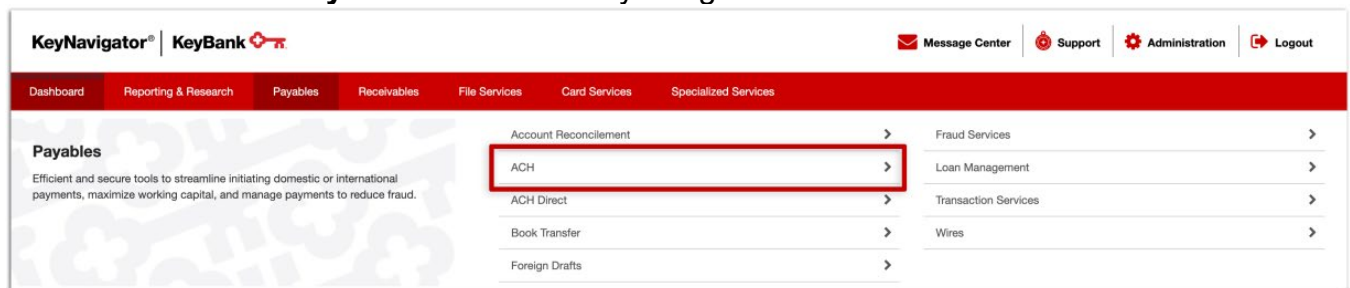 KeyNavigator® KeyBank
Message Center Support Administration Logout
Dashboard Reporting & Research Payables Receivables File Services Card Services Specialized Services
Payables
Efficient and secure tools to streamline initiating domestic or international
payments, maximize working capital, and manage payments to reduce fraud.
Account Reconcilement
ACH
ACH Direct
Book Transfer
Foreign Drafts
Fraud Services
Loan Management
Transaction Services
Wires